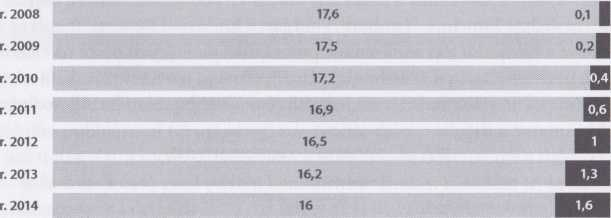 r. 2008 17,6 0,1
r. 2009 17,5 0,2
r. 2010 17,2 0,4
r. 2011 16,9 0,6
r. 2012 16,5 1
r. 2013 16,2 1,3
r. 2014 16 1,6